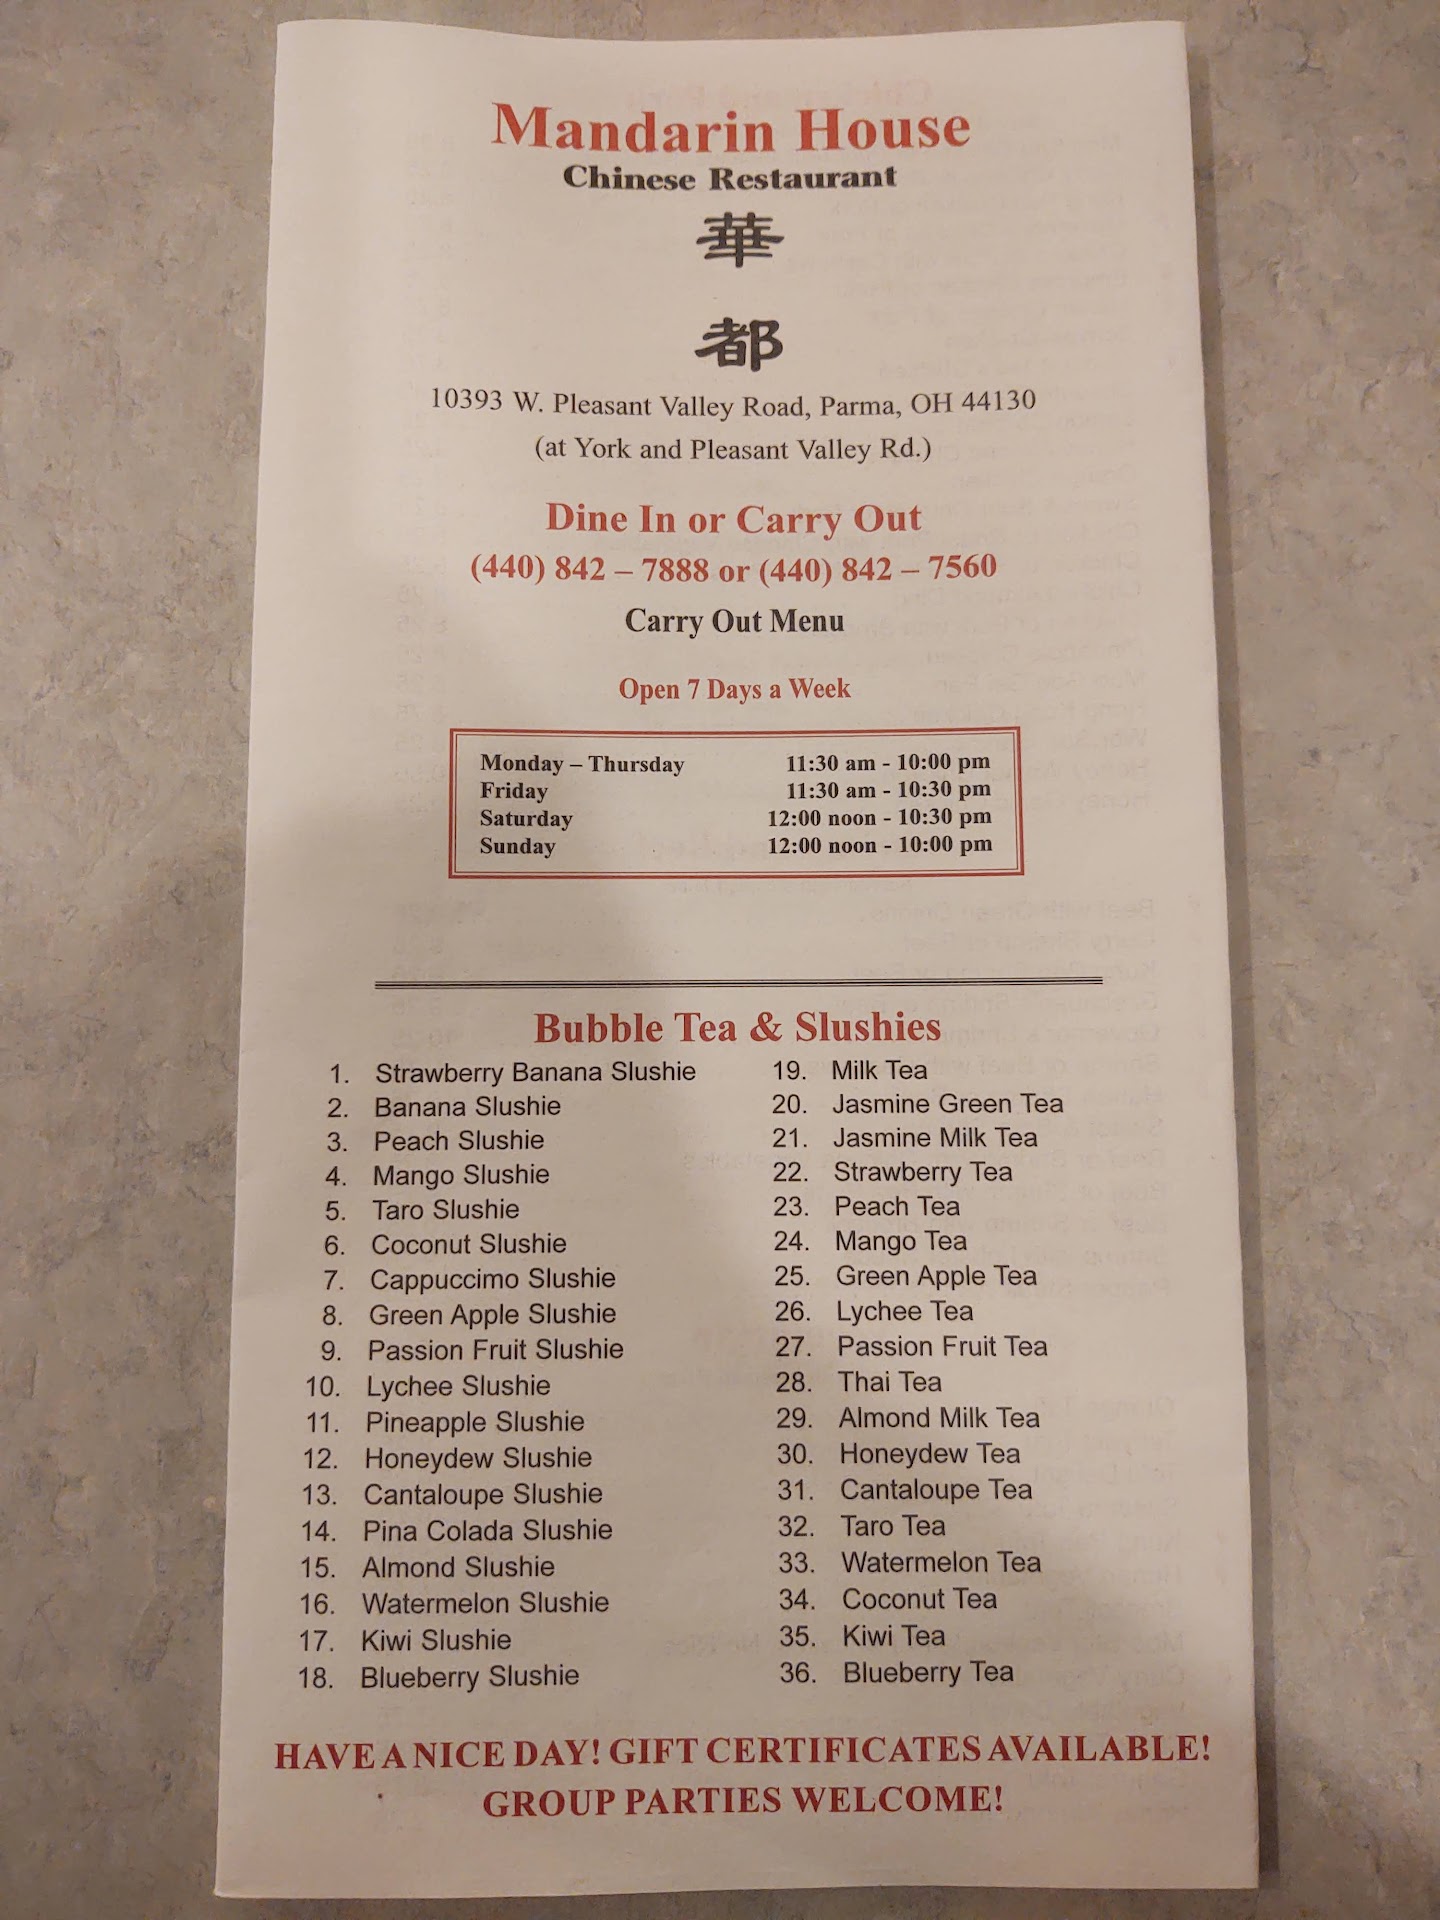 Mandarin House
Chinese Restaurant
華
都
10393 W. Pleasant Valley Road, Parma, OH 44130
(at York and Pleasant Valley Rd.)
Dine In or Carry Out
(440) 842 – 7888 or (440) 842 – 7560
Carry Out Menu
Open 7 Days a Week
Monday – Thursday 11:30 am - 10:00 pm
Friday 11:30 am - 10:30 pm
Saturday 12:00 noon - 10:30 pm
Sunday 12:00 noon - 10:00 pm
Bubble Tea & Slushies
1. Strawberry Banana Slushie
2. Banana Slushie
3. Peach Slushie
4. Mango Slushie
5. Taro Slushie
6. Coconut Slushie
7. Cappuccimo Slushie
8. Green Apple Slushie
9. Passion Fruit Slushie
10. Lychee Slushie
11. Pineapple Slushie
12. Honeydew Slushie
13. Cantaloupe Slushie
14. Pina Colada Slushie
15. Almond Slushie
16. Watermelon Slushie
17. Kiwi Slushie
18. Blueberry Slushie
19. Milk Tea
20. Jasmine Green Tea
21. Jasmine Milk Tea
22. Strawberry Tea
23. Peach Tea
24. Mango Tea
25. Green Apple Tea
26. Lychee Tea
27. Passion Fruit Tea
28. Thai Tea
29. Almond Milk Tea
30. Honeydew Tea
31. Cantaloupe Tea
32. Taro Tea
33. Watermelon Tea
34. Coconut Tea
35. Kiwi Tea
36. Blueberry Tea
HAVE A NICE DAY! GIFT CERTIFICATES AVAILABLE!
GROUP PARTIES WELCOME!